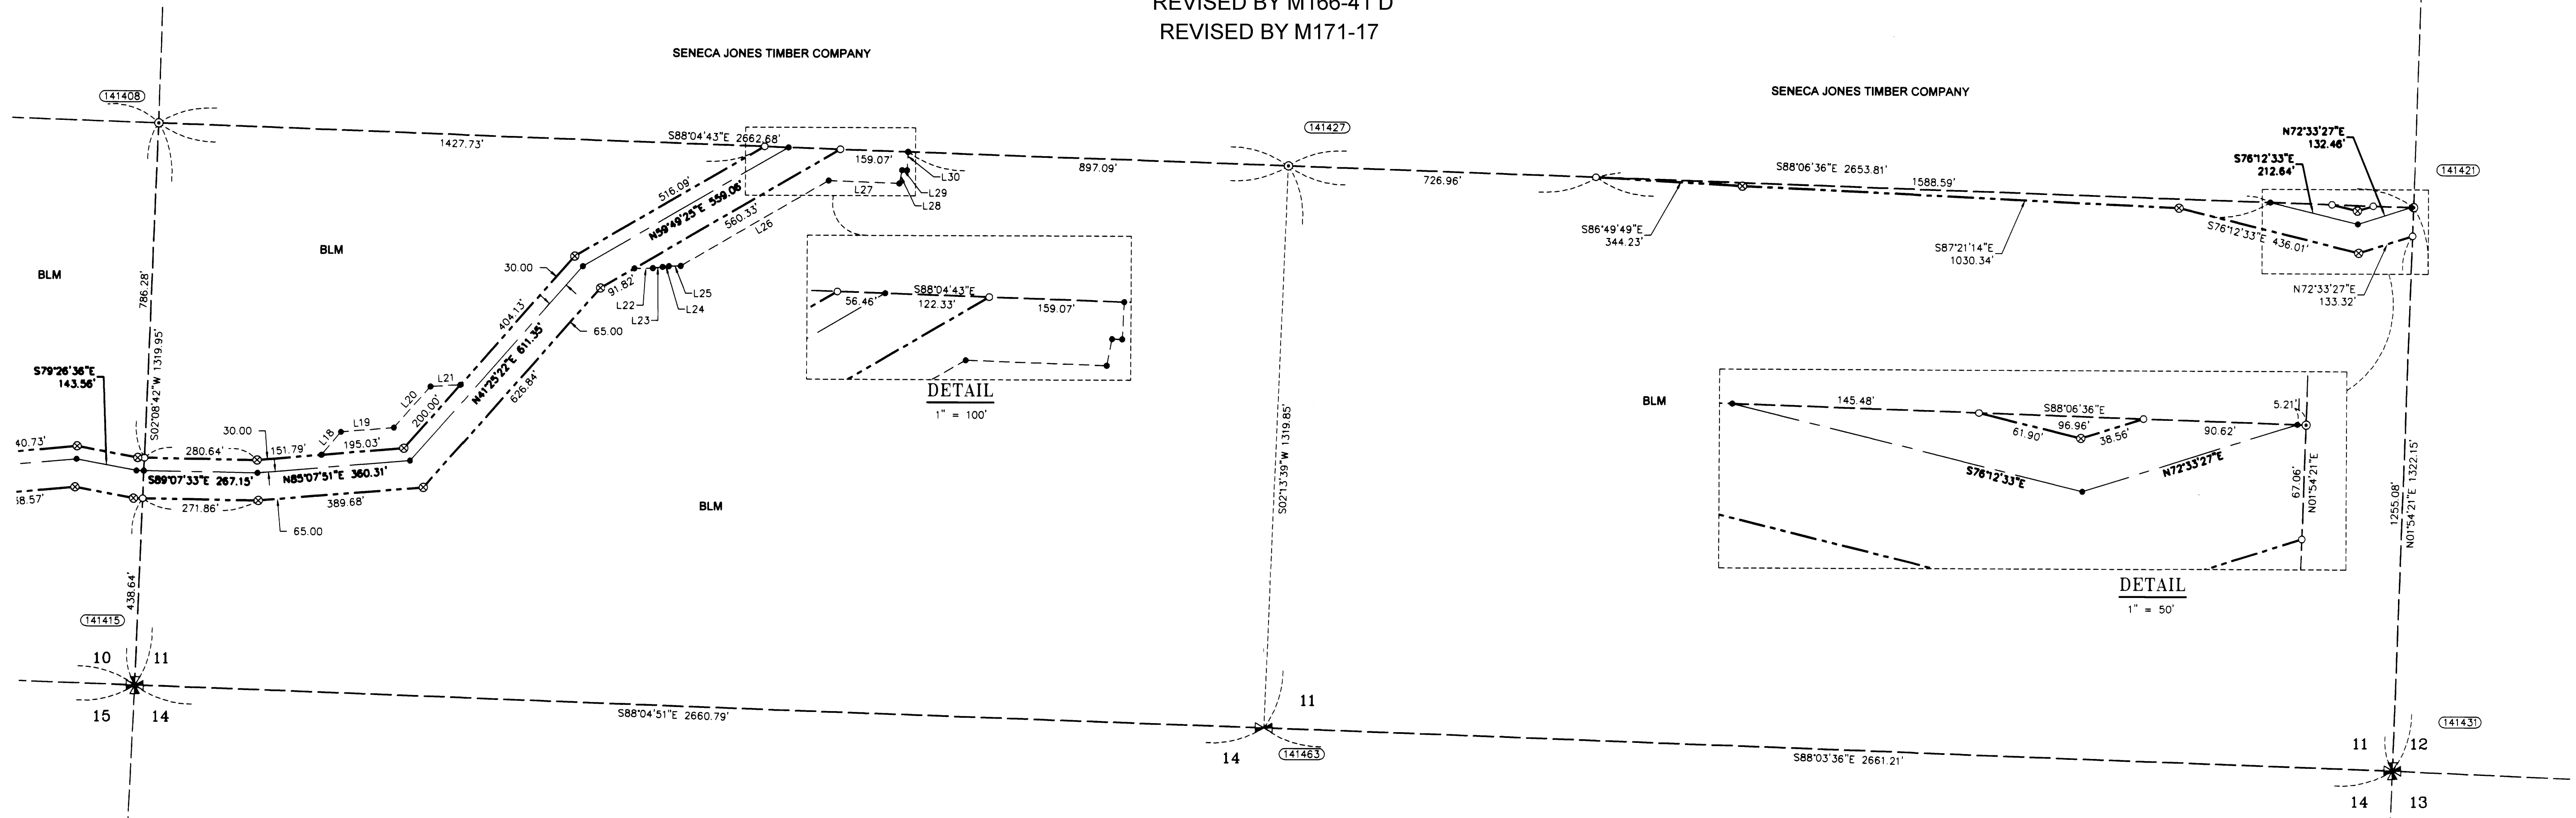 REVISED BY M166-41 D
REVISED BY M171-17
SENECA JONES TIMBER COMPANY
SENECA JONES TIMBER COMPANY
141408
S88°04'43"E 2662.68'
1427.73'
159.07'
L30
897.09'
141427
726.96'
S88°06'36"E 2653.81'
1588.59'
N72°33'27"E
132.46'
S76°12'33"E
212.64'
141421
L27
L29
L28
516.09'
N59°49'25"E 559.06'
560.33'
L26
S86°49'49"E
344.23'
S87°21'14"E
1030.34'
S76°12'33"E 436.01'
N72°33'27"E
133.32'
BLM
BLM
786.28'
S02°08'42"W 1319.95'
30.00
91.82'
L22
L23
L24
L25
65.00
404.13'
N41°25'22"E 611.35'
626.84'
200.00'
S88°04'43"E
56.46'
122.33'
159.07'
DETAIL
1" = 100'
S79°26'36"E
143.56'
L21
L20
L19
L18
30.00
40.73'
280.64'
151.79'
195.03'
S89°07'33"E 267.15'
N85°07'51"E 360.31'
8.57'
271.86'
389.68'
65.00
BLM
S02°13'39"W 1319.85'
BLM
145.48'
S88°06'36"E
5.21'
61.90'
96.96'
38.56'
90.62'
S76°12'33"E
N72°33'27"E
67.06'
N01°54'21"E
DETAIL
1" = 50'
1255.08'
N01°54'21"E 1322.15'
438.64'
141415
10
11
15
14
S88°04'51"E 2660.79'
11
14
141463
S88°03'36"E 2661.21'
11
12
141431
14
13